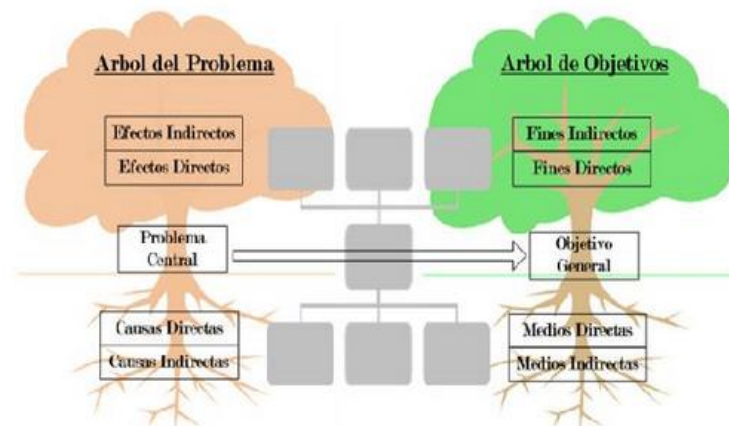 Arbol del Problema
Efectos Indirectos
Efectos Directos
Problema
Central
Causas Directas
Causas Indirectas
Arbol de Objetivos
Fines Indirectos
Fines Directos
Objetivo
General
Medios Directas
Medios Indirectas